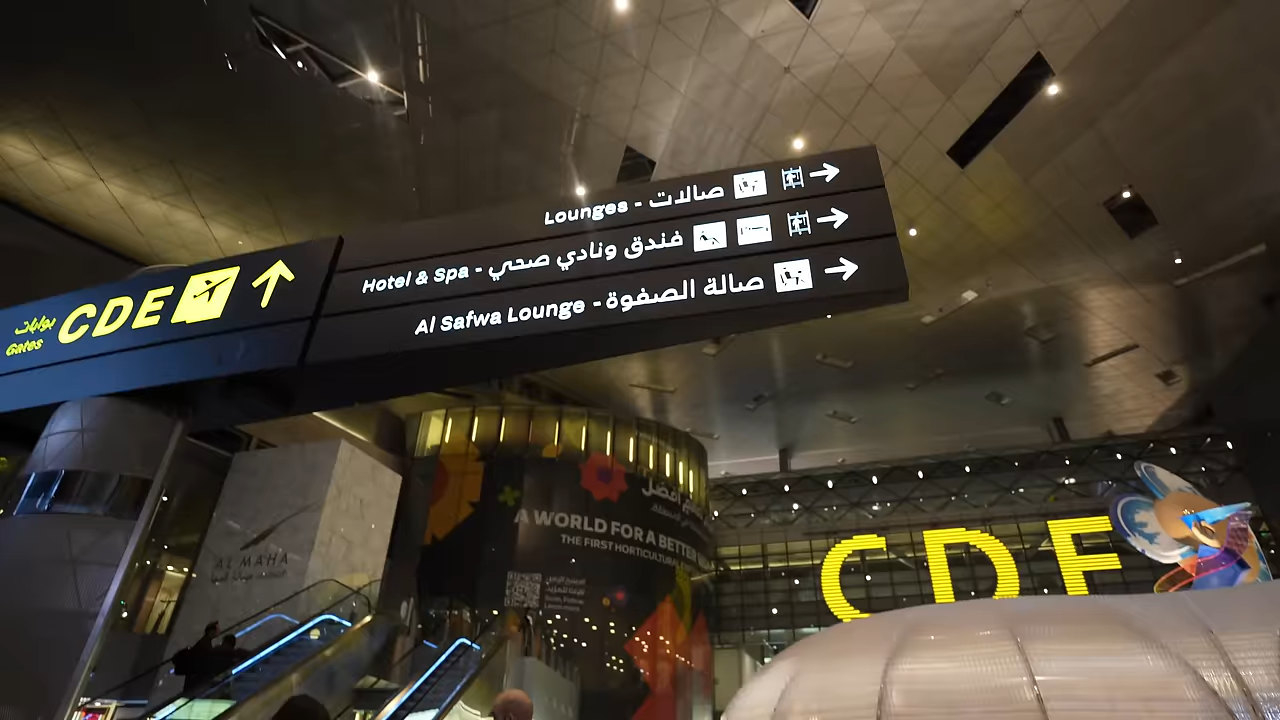 Lounges - صالات
Hotel & Spa - فندق ونادي صحي
Al Safwa Lounge - صالة الصفوة
بوابات
Gates
CDE
AL MAHA
A WORLD FOR A BETTER
THE FIRST HORTICULTURAL
CDE